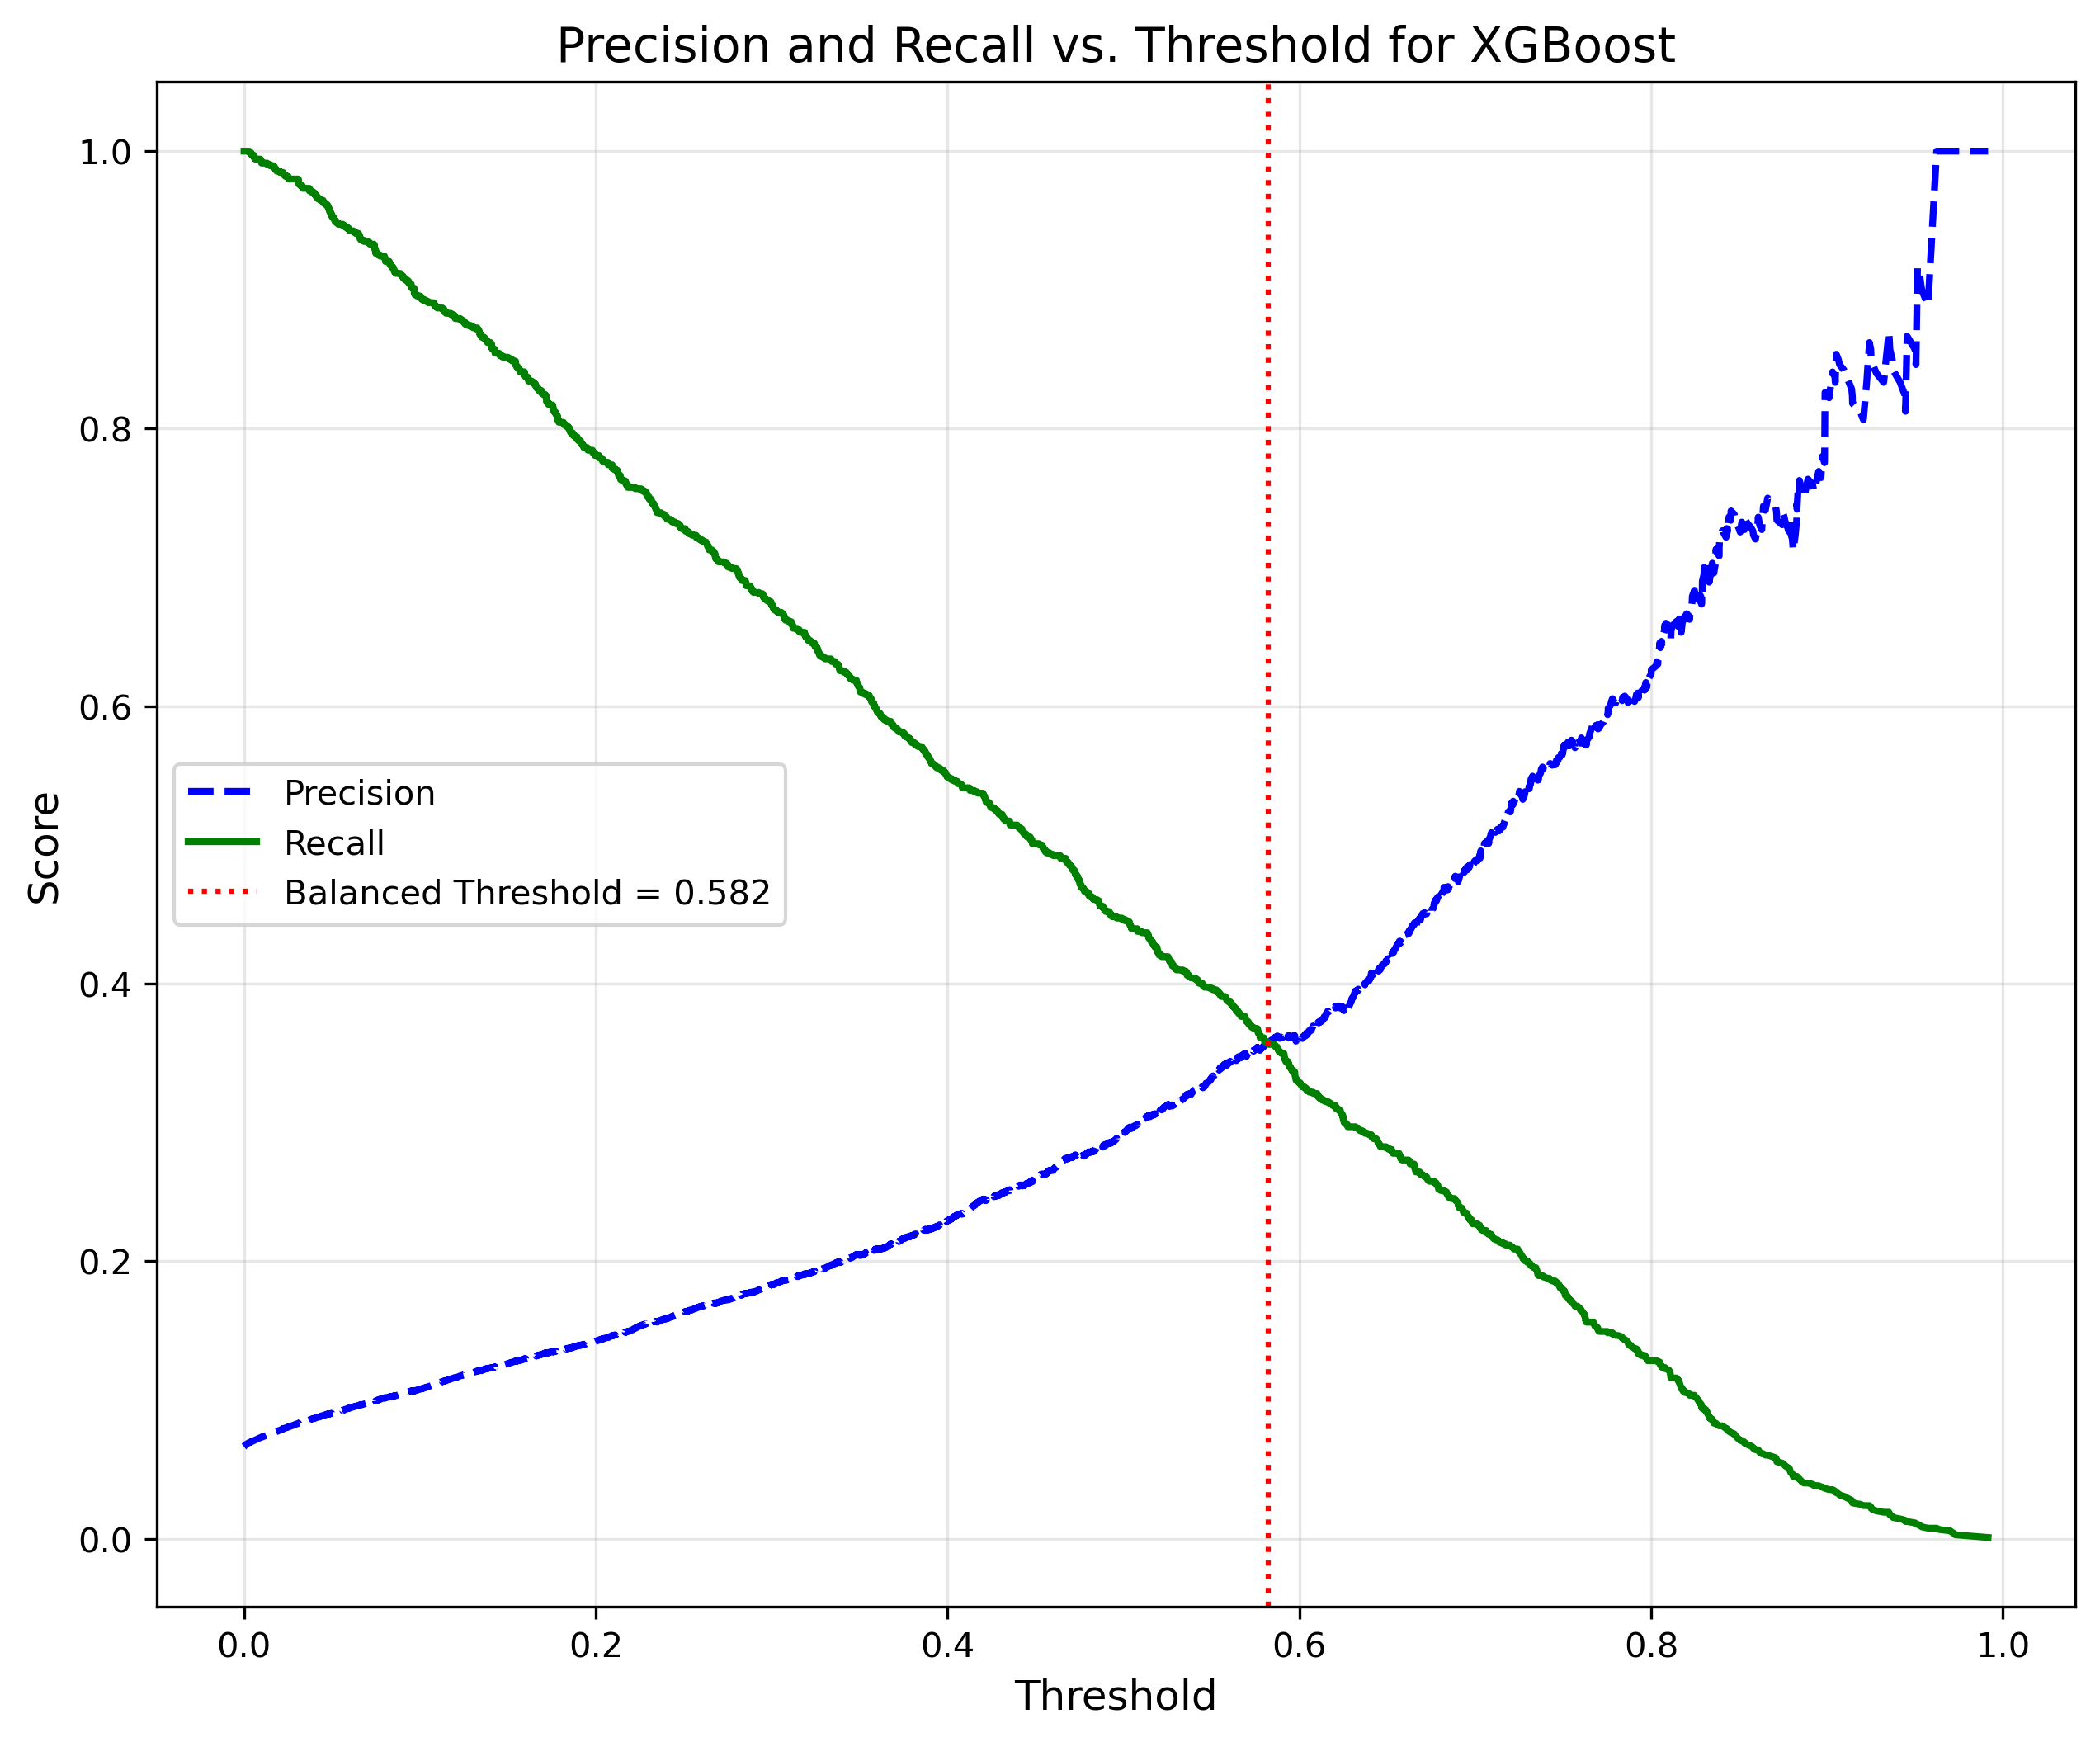 Precision and Recall vs. Threshold for XGBoost
1.0
0.8
0.6
0.4
0.2
0.0
Score
Precision
Recall
Balanced Threshold = 0.582
0.0 0.2 0.4 0.6 0.8 1.0
Threshold